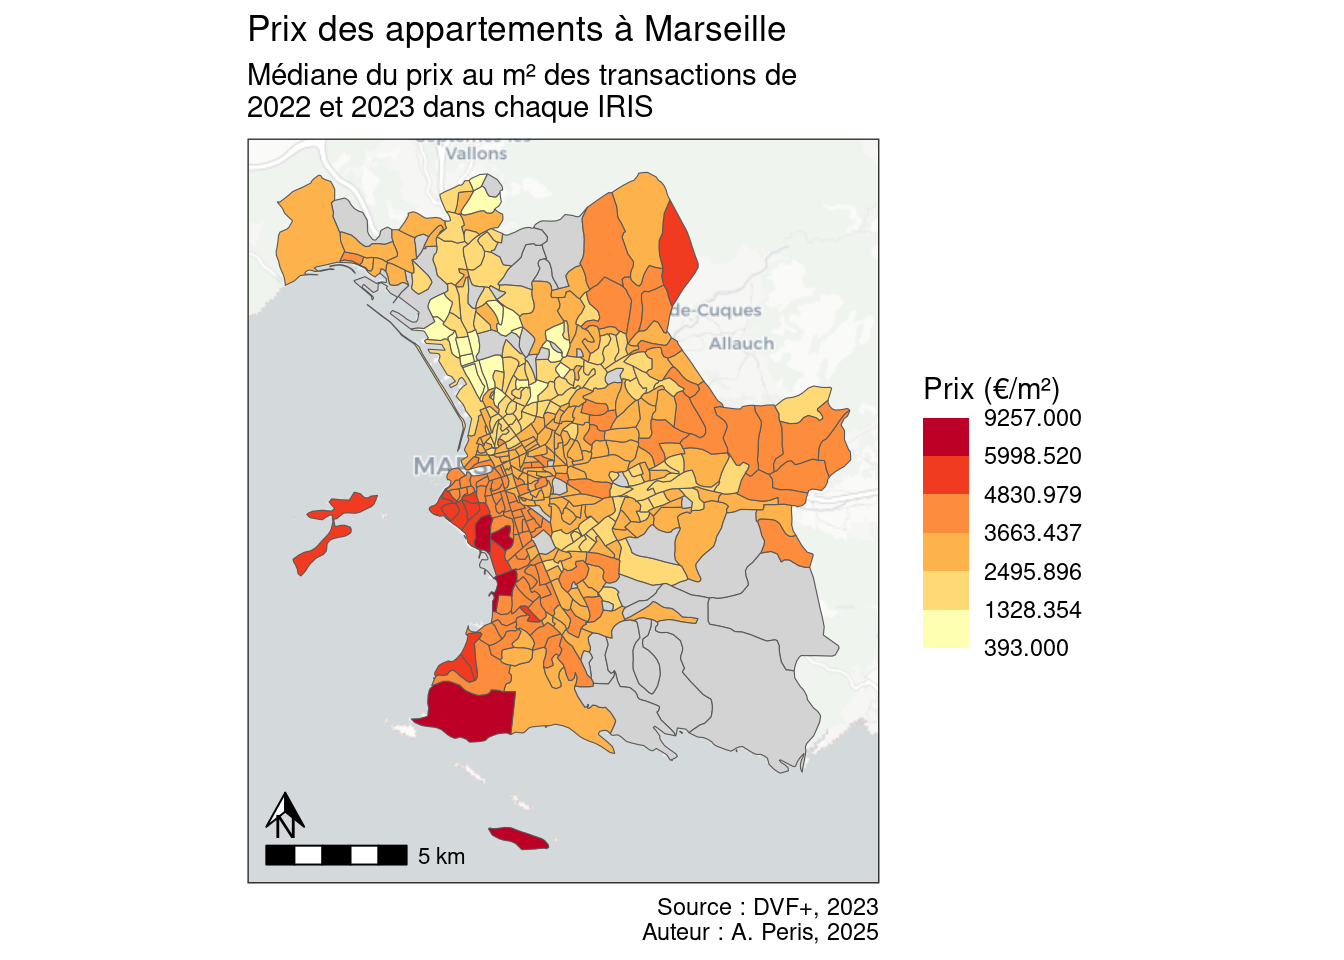 Prix des appartements à Marseille
Médiane du prix au m² des transactions de
2022 et 2023 dans chaque IRIS
Vallons
de-Cuques
Allauch
Prix (€/m²)
9257.000
5998.520
4830.979
3663.437
2495.896
1328.354
393.000
N
5 km
Source : DVF+, 2023
Auteur : A. Peris, 2025